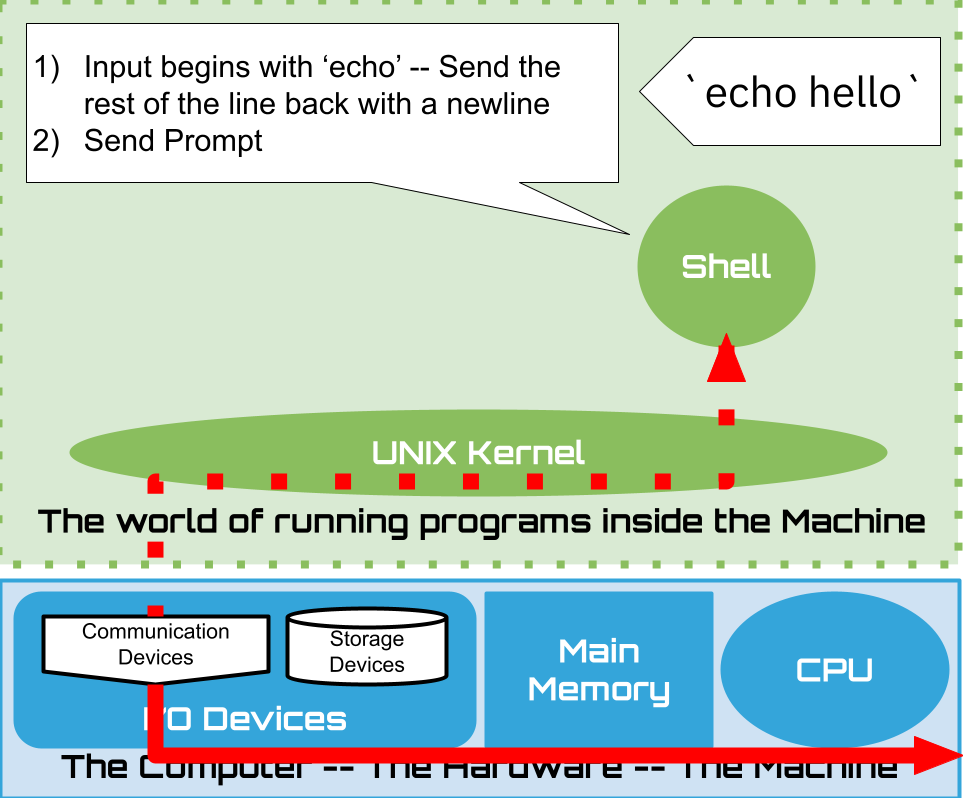 1) Input begins with ‘echo’ -- Send the
rest of the line back with a newline
2) Send Prompt
`echo hello`
Shell
UNIX Kernel
The world of running programs inside the Machine
Communication
Devices
Storage
Devices
I/O Devices
Main
Memory
CPU
The Computer -- The Hardware -- The Machine